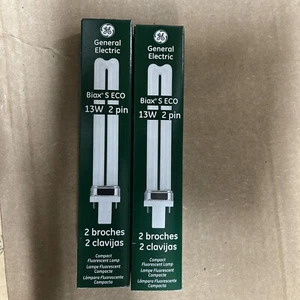 GE
General
Electric
Biax® S ECO
13W 2 pin
2 broches
2 clavijas
Compact
Fluorescent Lamp
Lampe Fluorescent
Compacte
Lámpara Fluorescente
Compacta
GE
General
Electric
Biax® S ECO
13W 2 pin
2 broches
2 clavijas
Compact
Fluorescent Lamp
Lampe Fluorescent
Compacte
Lámpara Fluorescente
Compacta